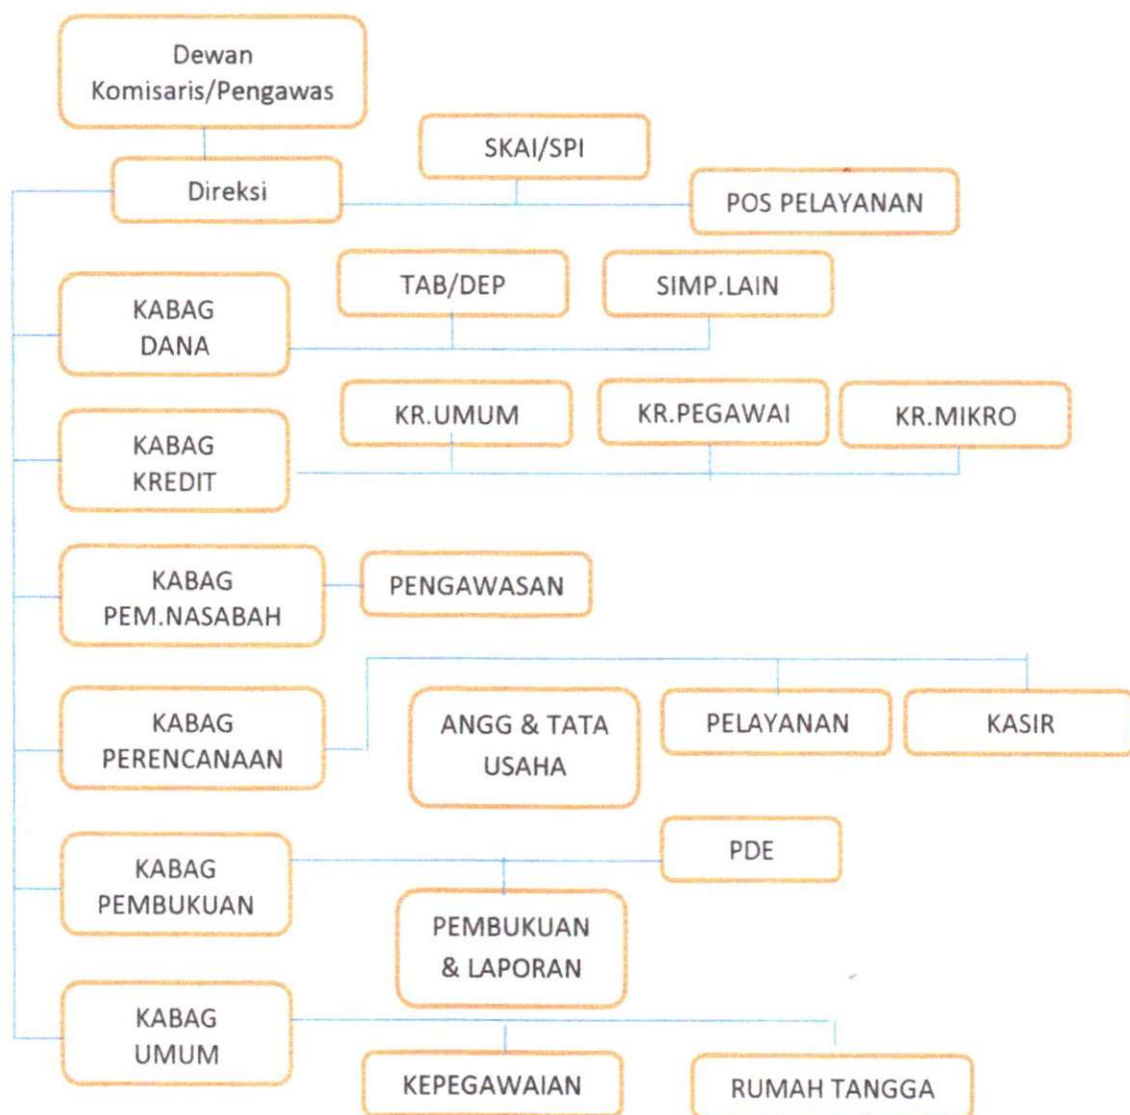 Dewan
Komisaris/Pengawas
SKAI/SPI
Direksi
POS PELAYANAN
TAB/DEP
SIMP.LAIN
KABAG
DANA
KR.UMUM
KR.PEGAWAI
KR.MIKRO
KABAG
KREDIT
KABAG
PEM.NASABAH
PENGAWASAN
KABAG
PERENCANAAN
ANGG & TATA
USAHA
PELAYANAN
KASIR
KABAG
PEMBUKUAN
PDE
PEMBUKUAN
& LAPORAN
KABAG
UMUM
KEPEGAWAIAN
RUMAH TANGGA